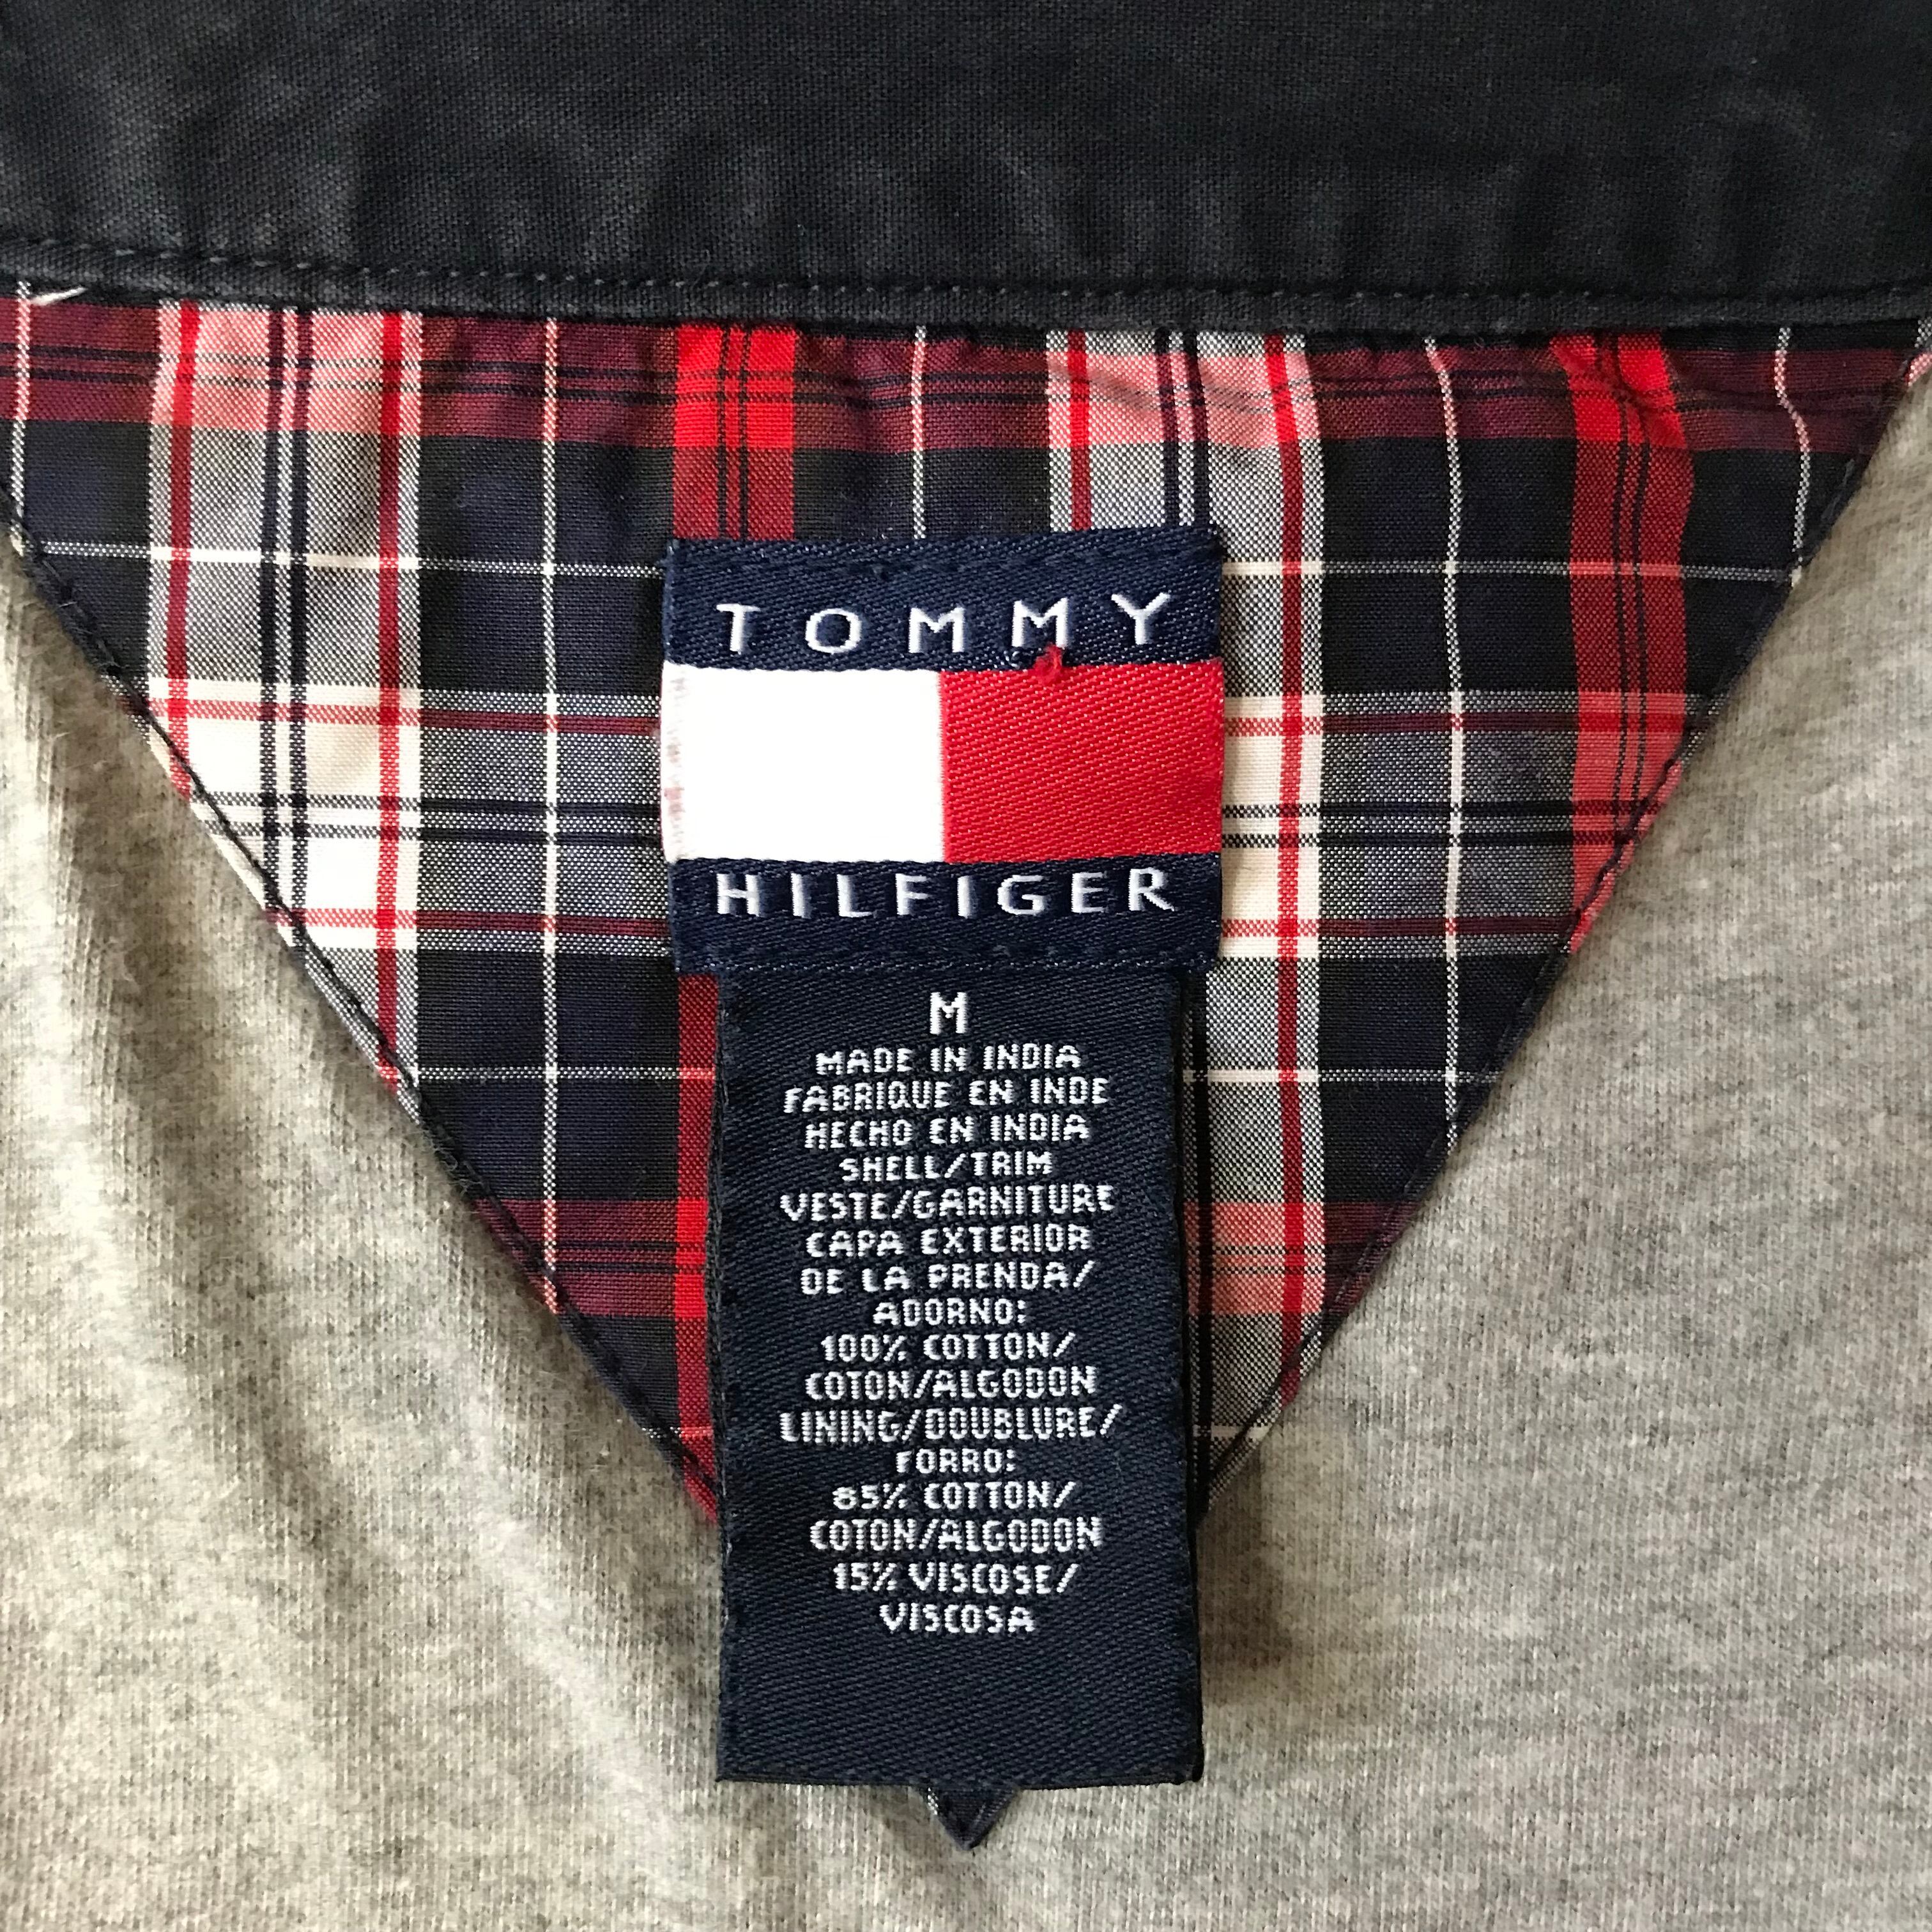 TOMMY
HILFIGER
M
MADE IN INDIA
FABRIQUE EN INDE
HECHO EN INDIA
SHELL/TRIM
VESTE/GARNITURE
CAPA EXTERIOR
DE LA PRENDA/
ADORNO:
100% COTTON/
COTON/ALGODON
LINING/DOUBLURE/
FORRO:
85% COTTON/
COTON/ALGODON
15% VISCOSE/
VISCOSA